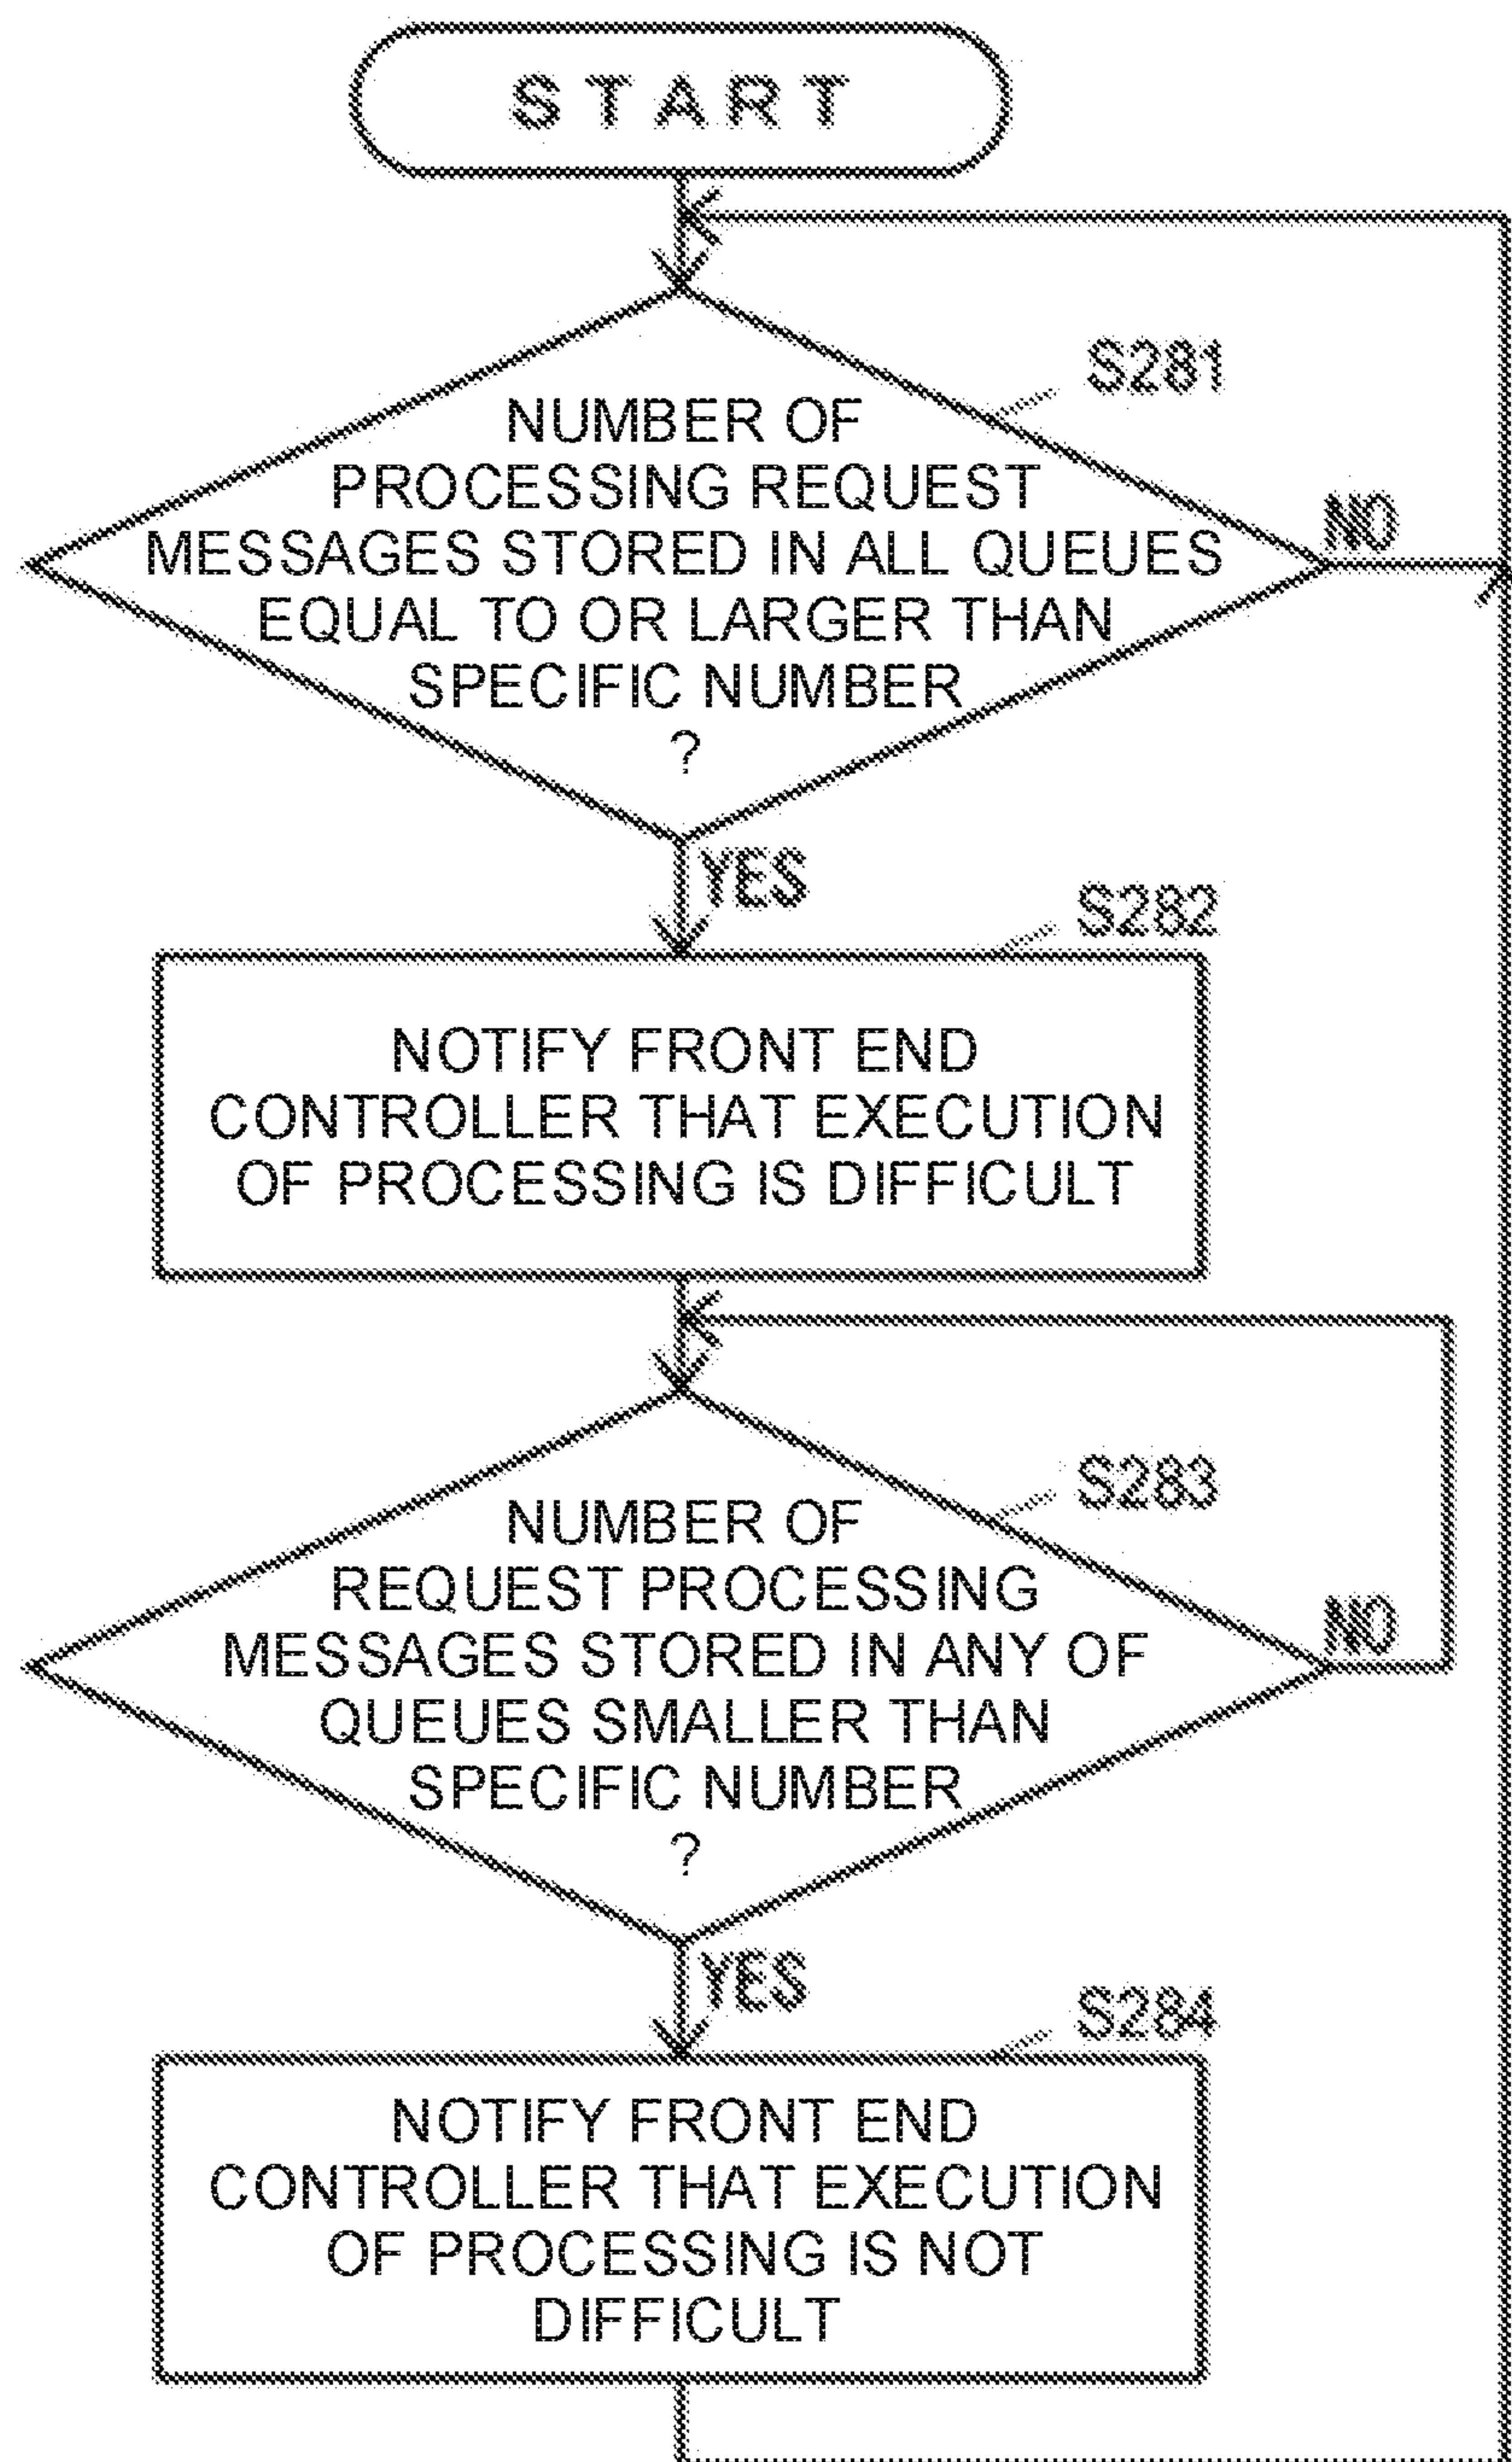 START
S281
NUMBER OF
PROCESSING REQUEST
MESSAGES STORED IN ALL QUEUES
EQUAL TO OR LARGER THAN
SPECIFIC NUMBER
?
NO
YES
S282
NOTIFY FRONT END
CONTROLLER THAT EXECUTION
OF PROCESSING IS DIFFICULT
S283
NUMBER OF
REQUEST PROCESSING
MESSAGES STORED IN ANY OF
QUEUES SMALLER THAN
SPECIFIC NUMBER
?
NO
YES
S284
NOTIFY FRONT END
CONTROLLER THAT EXECUTION
OF PROCESSING IS NOT
DIFFICULT